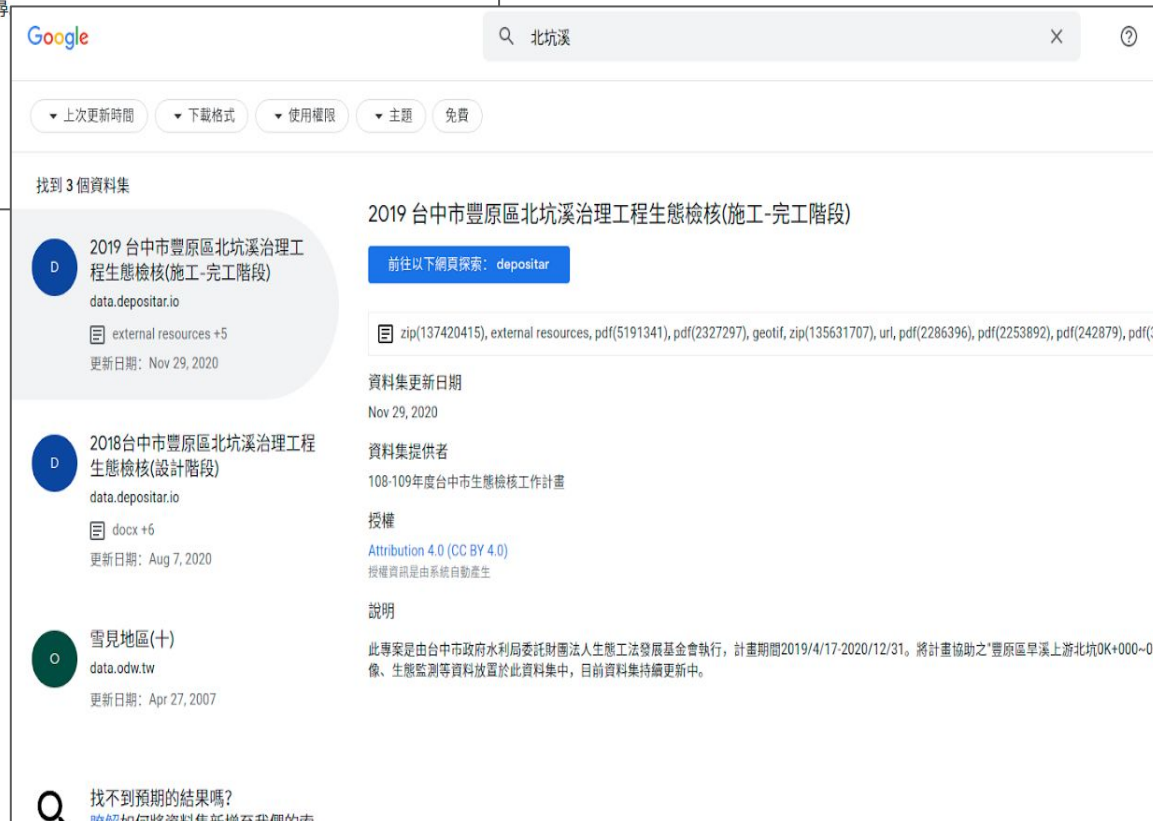 尋
Google
北坑溪
上次更新時間
下載格式
使用權限
主題
免費
找到 3 個資料集
2019 台中市豐原區北坑溪治理工
程生態檢核(施工-完工階段)
data.depositar.io
external resources +5
更新日期: Nov 29, 2020
2018台中市豐原區北坑溪治理工程
生態檢核(設計階段)
data.depositar.io
docx +6
更新日期: Aug 7, 2020
雪見地區(十)
data.odw.tw
更新日期: Apr 27, 2007
找不到預期的結果嗎?
瞭解如何將資料集新增至我們的索
2019 台中市豐原區北坑溪治理工程生態檢核(施工-完工階段)
前往以下網頁探索: depositar
zip(137420415), external resources, pdf(5191341), pdf(2327297), geotif, zip(135631707), url, pdf(2286396), pdf(2253892), pdf(242879), pdf(3
資料集更新日期
Nov 29, 2020
資料集提供者
108-109年度台中市生態檢核工作計畫
授權
Attribution 4.0 (CC BY 4.0)
授權資訊是由系統自動產生
說明
此專案是由台中市政府水利局委託財團法人生態工法發展基金會執行，計畫期間2019/4/17-2020/12/31。將計畫協助之"豐原區旱溪上游北坑0K+000~0
像、生態監測等資料放置於此資料集中，目前資料集持續更新中。